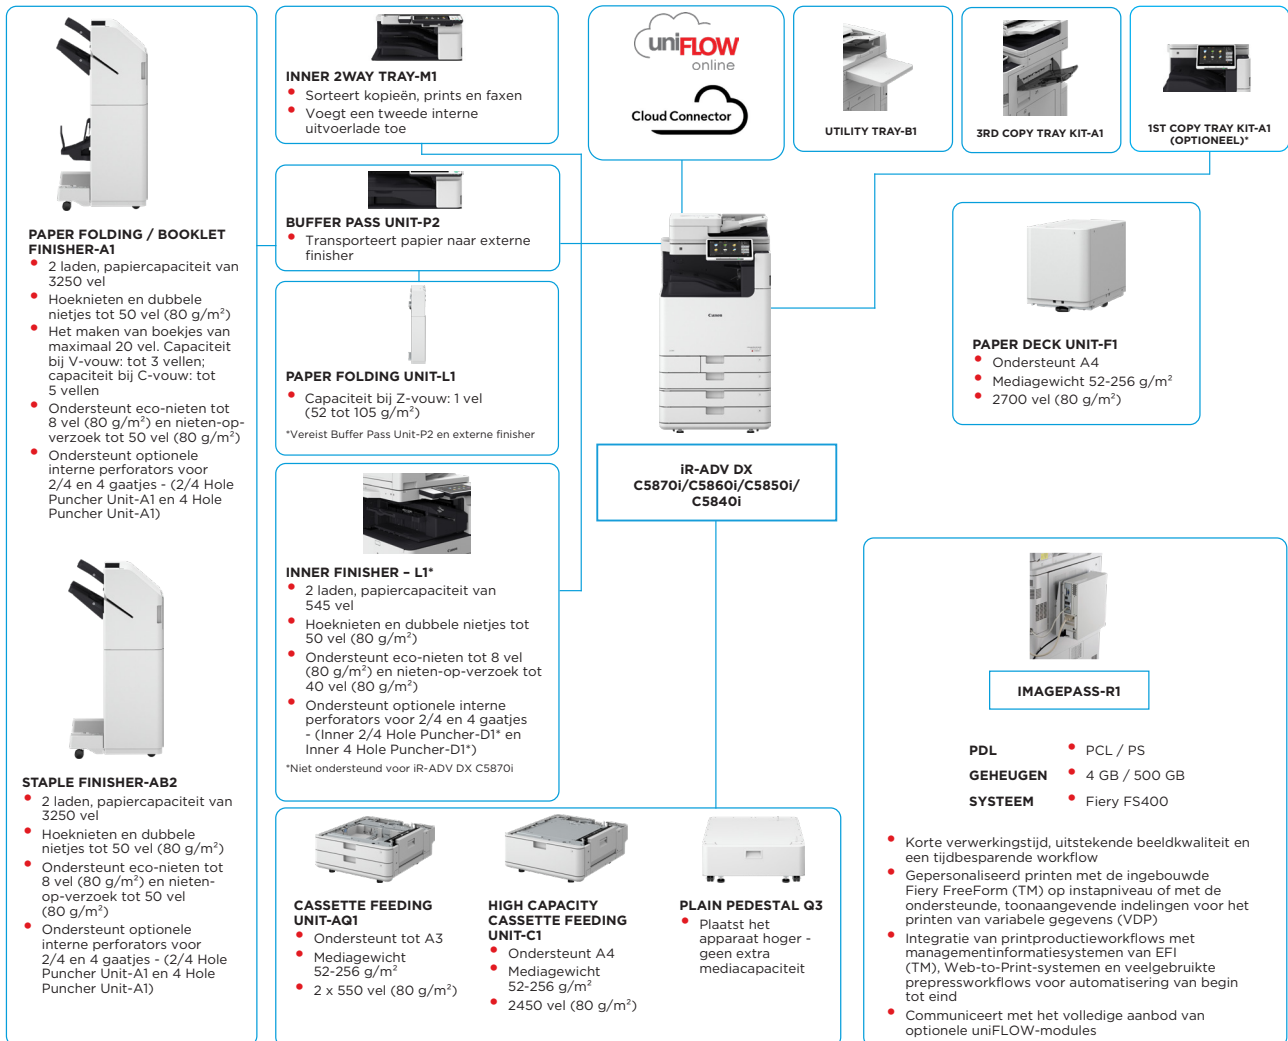 PAPER FOLDING / BOOKLET
FINISHER-A1
• 2 laden, papiercapaciteit van
3250 vel
• Hoeknieten en dubbele
nietjes tot 50 vel (80 g/m²)
• Het maken van boekjes van
maximaal 20 vel. Capaciteit
bij V-vouw: tot 3 vellen;
capaciteit bij C-vouw: tot
5 vellen
• Ondersteunt eco-nieten tot
8 vel (80 g/m²) en nieten-op-
verzoek tot 50 vel (80 g/m²)
• Ondersteunt optionele
interne perforators voor
2/4 en 4 gaatjes - (2/4 Hole
Puncher Unit-A1 en 4 Hole
Puncher Unit-A1)
STAPLE FINISHER-AB2
• 2 laden, papiercapaciteit van
3250 vel
• Hoeknieten en dubbele
nietjes tot 50 vel (80 g/m²)
• Ondersteunt eco-nieten tot
8 vel (80 g/m²) en nieten-
op-verzoek tot 50 vel
(80 g/m²)
• Ondersteunt optionele
interne perforators voor
2/4 en 4 gaatjes - (2/4 Hole
Puncher Unit-A1 en 4 Hole
Puncher Unit-A1)
INNER 2WAY TRAY-M1
• Sorteert kopieën, prints en faxen
• Voegt een tweede interne
uitvoerlade toe
BUFFER PASS UNIT-P2
• Transporteert papier naar externe
finisher
PAPER FOLDING UNIT-L1
• Capaciteit bij Z-vouw: 1 vel
(52 tot 105 g/m²)
*Vereist Buffer Pass Unit-P2 en externe finisher
INNER FINISHER – L1*
• 2 laden, papiercapaciteit van
545 vel
• Hoeknieten en dubbele nietjes tot
50 vel (80 g/m²)
• Ondersteunt eco-nieten tot 8 vel
(80 g/m²) en nieten-op-verzoek tot
40 vel (80 g/m²)
• Ondersteunt optionele interne
perforators voor 2/4 en 4 gaatjes
- (Inner 2/4 Hole Puncher-D1* en
Inner 4 Hole Puncher-D1*)
*Niet ondersteund voor iR-ADV DX C5870i
uniFLOW
online
Cloud Connector
UTILITY TRAY-B1
3RD COPY TRAY KIT-A1
1ST COPY TRAY KIT-A1
(OPTIONEEL)*
Canon
iR-ADV DX
C5870i/C5860i/C5850i/
C5840i
PAPER DECK UNIT-F1
• Ondersteunt A4
• Mediagewicht 52-256 g/m²
• 2700 vel (80 g/m²)
CASSETTE FEEDING
UNIT-AQ1
• Ondersteunt tot A3
• Mediagewicht
52-256 g/m²
• 2 x 550 vel (80 g/m²)
HIGH CAPACITY
CASSETTE FEEDING
UNIT-C1
• Ondersteunt A4
• Mediagewicht
52-256 g/m²
• 2450 vel (80 g/m²)
PLAIN PEDESTAL Q3
• Plaatst het
apparaat hoger -
geen extra
mediacapaciteit
IMAGEPASS-R1
PDL • PCL / PS
GEHEUGEN • 4 GB / 500 GB
SYSTEEM • Fiery FS400
• Korte verwerkingstijd, uitstekende beeldkwaliteit en
een tijdbesparende workflow
• Gepersonaliseerd printen met de ingebouwde
Fiery FreeForm (TM) op instapniveau of met de
ondersteunde, toonaangevende indelingen voor het
printen van variabele gegevens (VDP)
• Integratie van printproductieworkflows met
managementinformatiesystemen van EFI
(TM), Web-to-Print-systemen en veelgebruikte
prepressworkflows voor automatisering van begin
tot eind
• Communiceert met het volledige aanbod van
optionele uniFLOW-modules